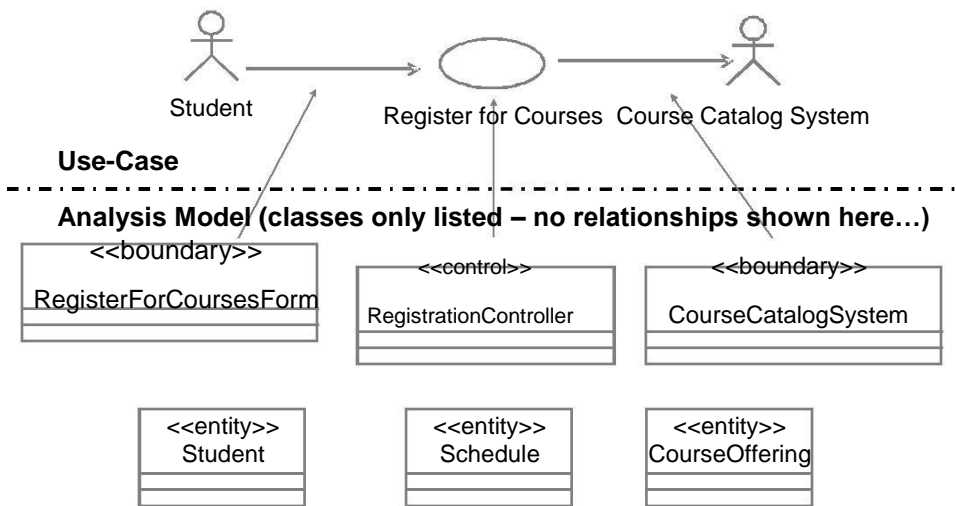 Student
Register for Courses Course Catalog System
Use-Case
Analysis Model (classes only listed – no relationships shown here…)
<<boundary>>
RegisterForCoursesForm
<<control>>
RegistrationController
<<boundary>>
CourseCatalogSystem
<<entity>>
Student
<<entity>>
Schedule
<<entity>>
CourseOffering